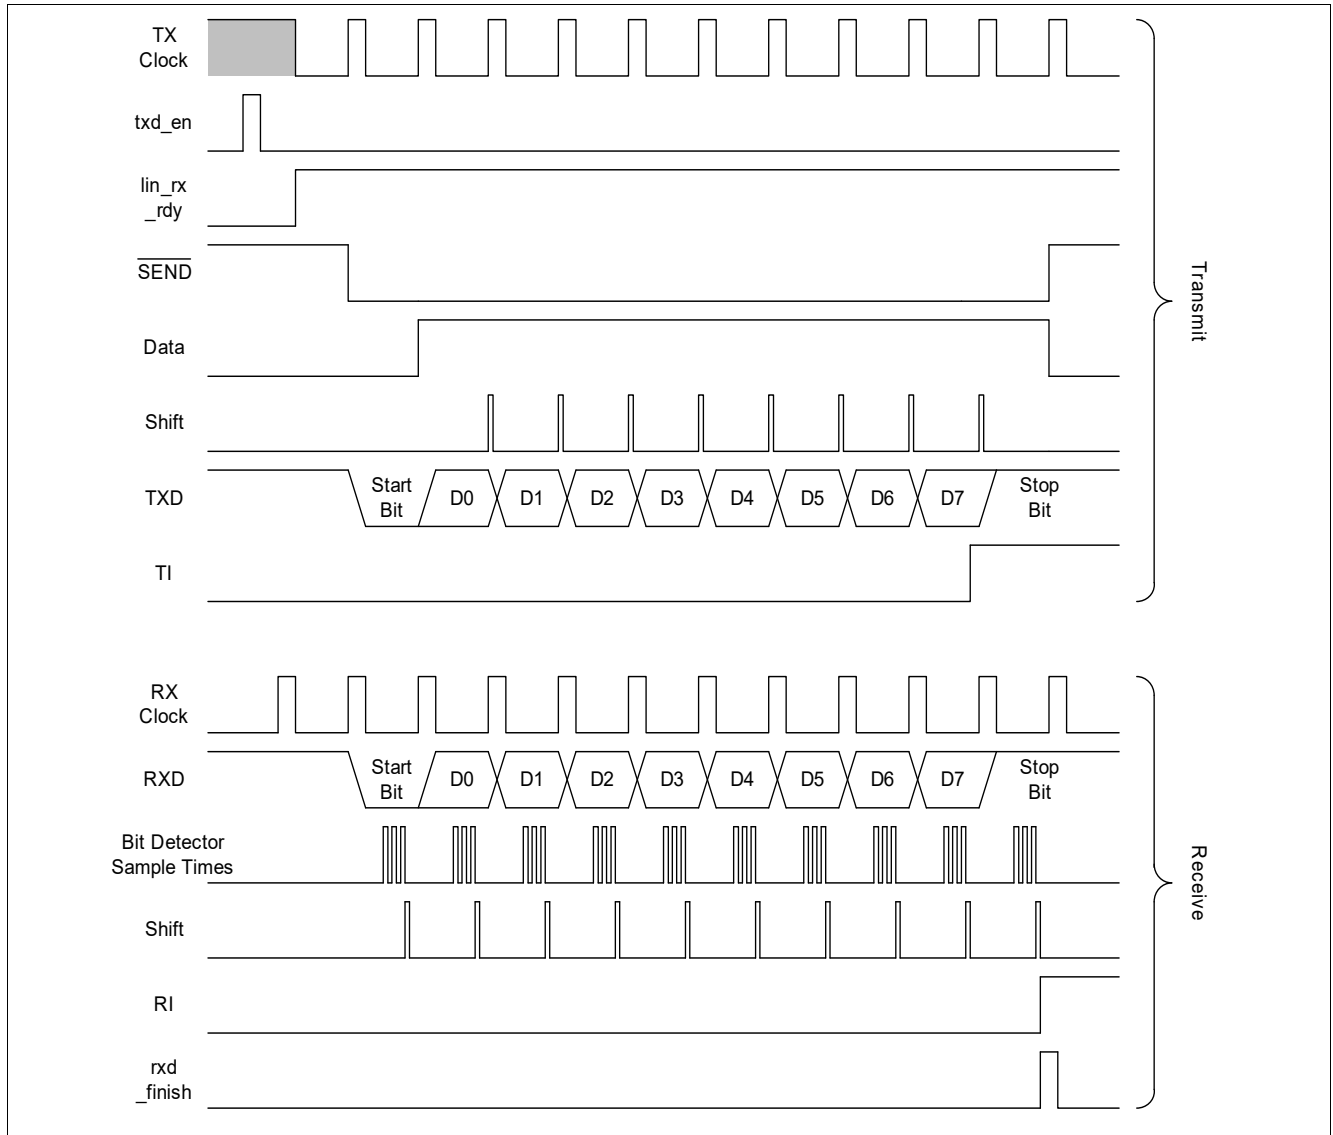 TX
Clock
txd_en
lin_rx
_rdy
SEND
Transmit
Data
Shift
TXD
Start
Bit
D0
D1
D2
D3
D4
D5
D6
D7
Stop
Bit
TI
RX
Clock
RXD
Start
Bit
D0
D1
D2
D3
D4
D5
D6
D7
Stop
Bit
Bit Detector
Sample Times
Receive
Shift
RI
rxd
_finish